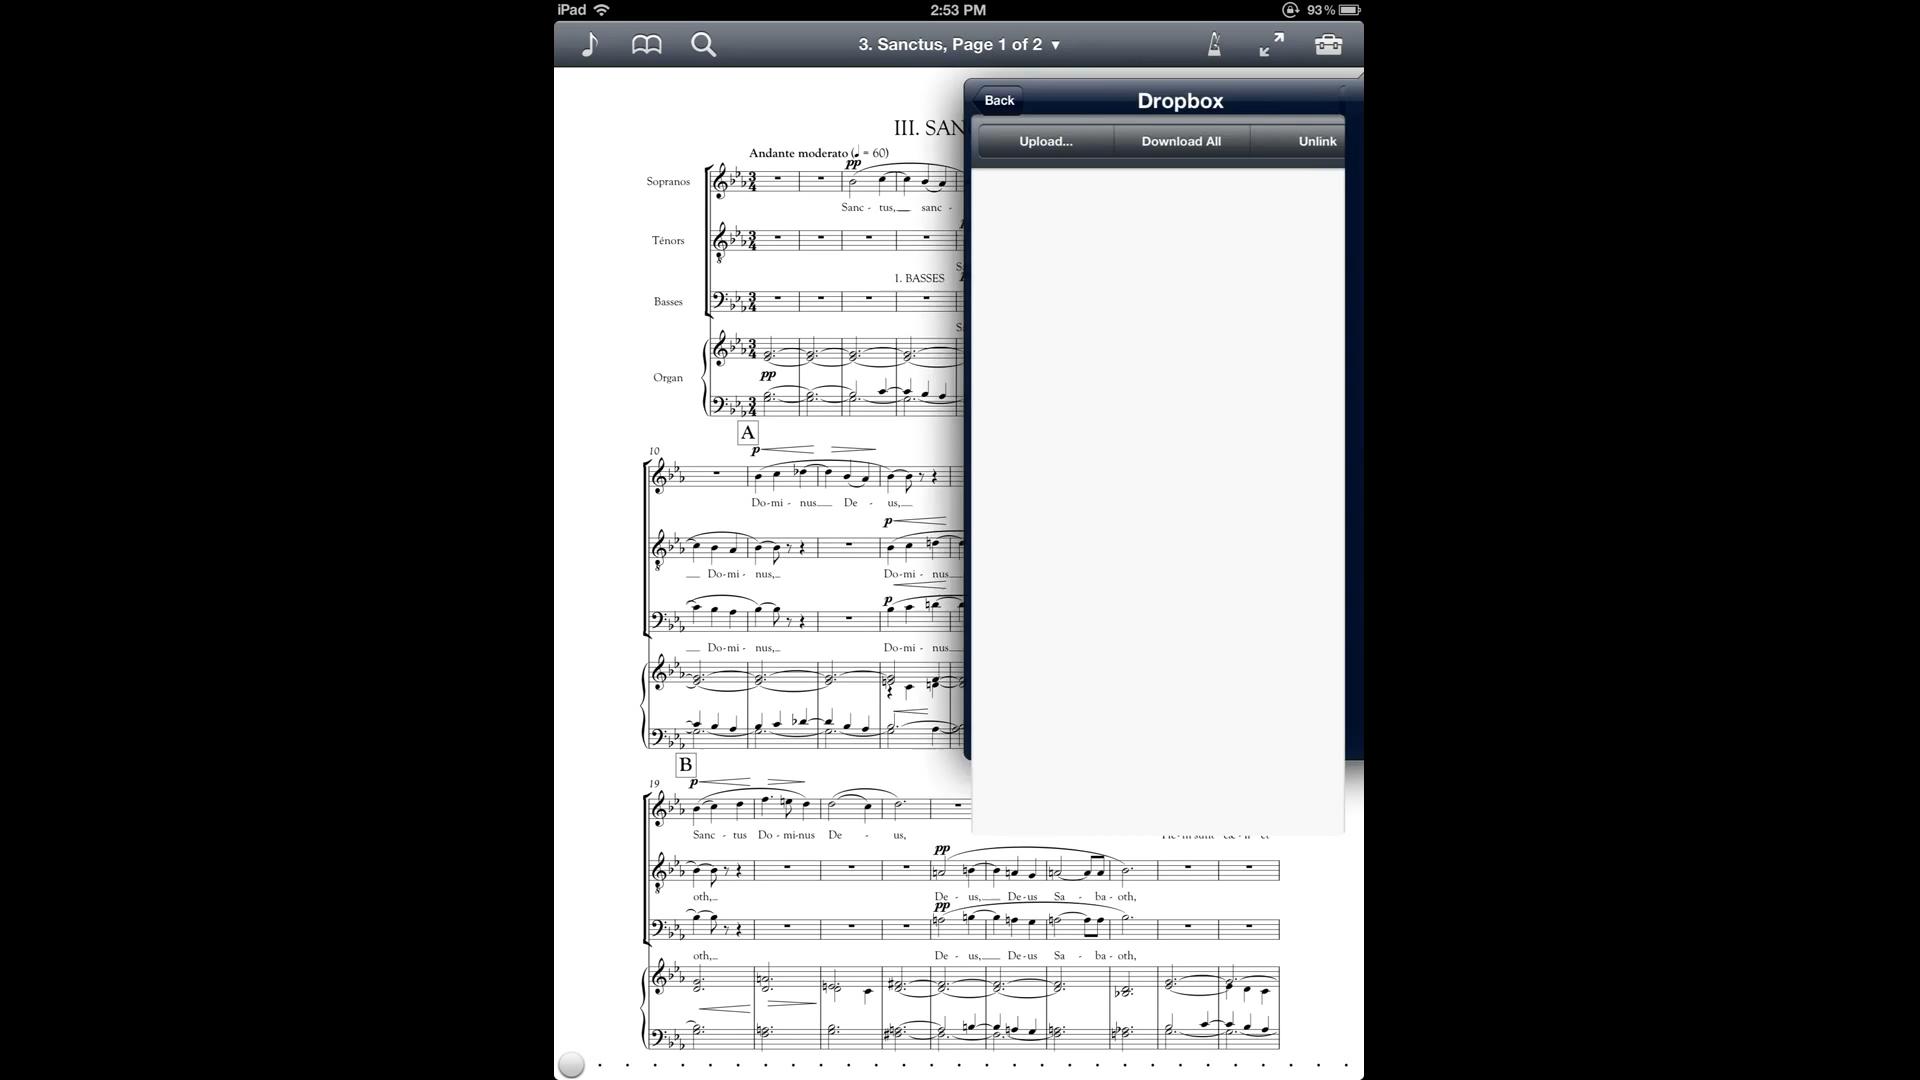 iPad 2:53 PM 93%
3. Sanctus, Page 1 of 2 ▼
Back Dropbox
Upload... Download All Unlink
III. SAN
Andante moderato (♩ = 60)
pp
Sopranos
Sanc - tus, sanc -
Ténors
1. BASSES
Basses
pp
Organ
A
10
p
Do-mi - nus De - us,
p
Do-mi - nus, Do-mi - nus
p
Do-mi - nus, Do-mi - nus
B
19
p
Sanc - tus Do - mi-nus De - us,
pp
oth, De - us, De-us Sa - ba - oth,
pp
oth, De - us, De-us Sa - ba - oth,